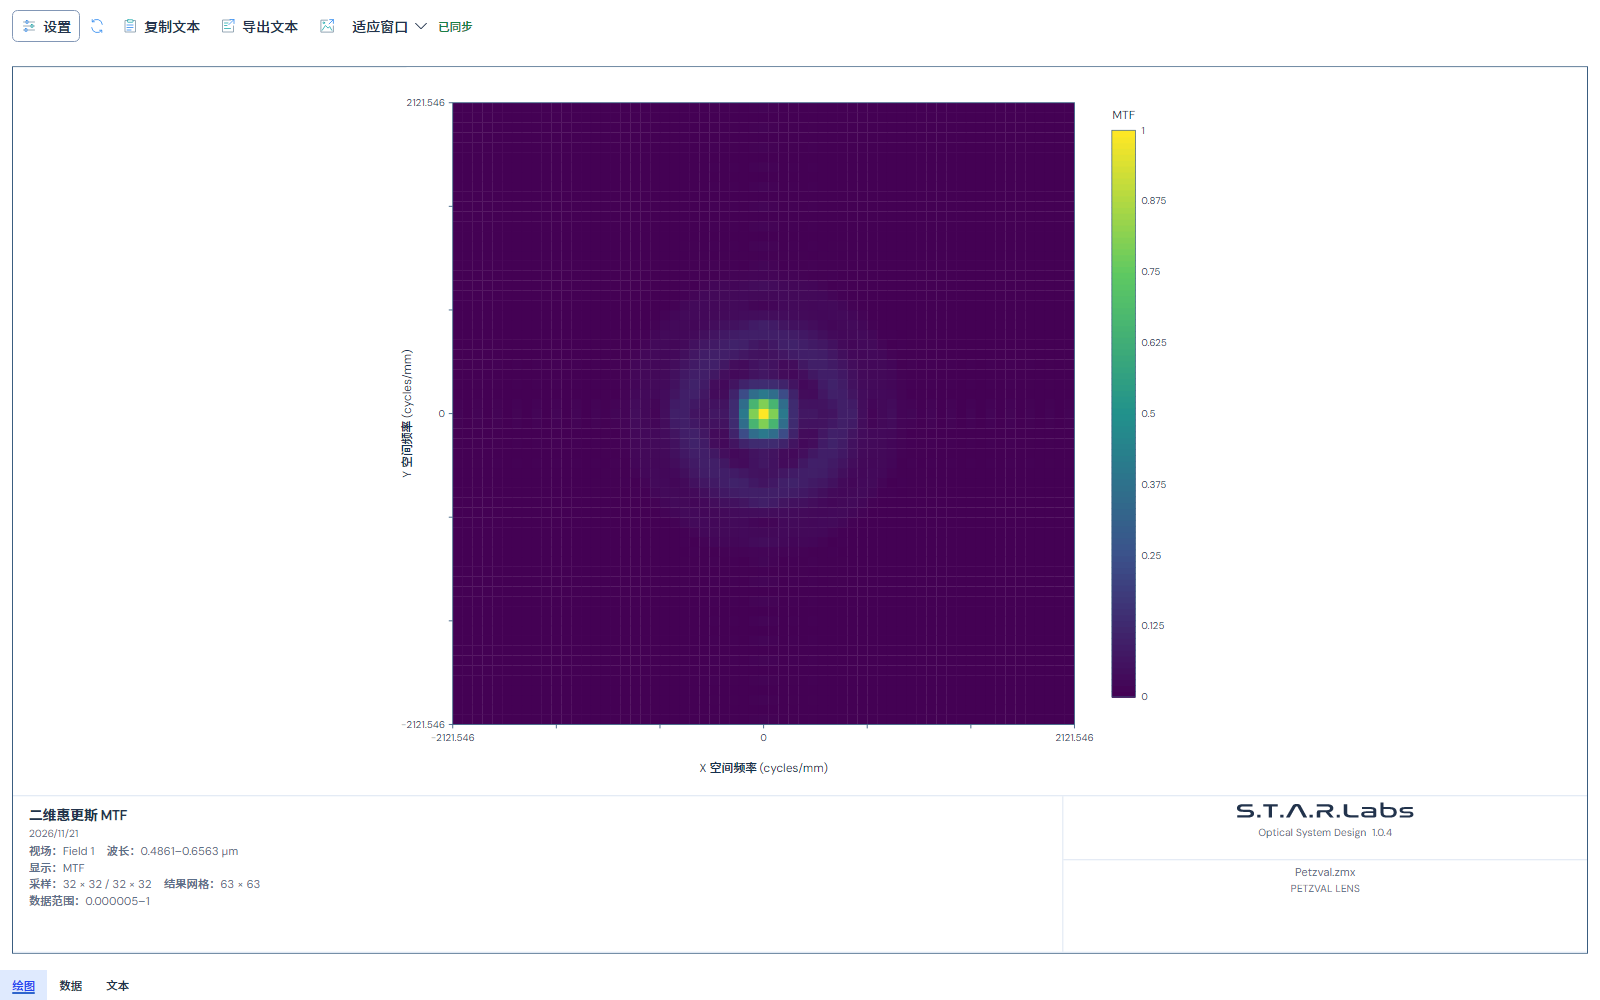 设置 复制文本 导出文本 适应窗口 已同步
MTF
1
0.875
0.75
0.625
0.5
0.375
0.25
0.125
0
2121.546
0
-2121.546
Y 空间频率 (cycles/mm)
-2121.546 0 2121.546
X 空间频率 (cycles/mm)
二维惠更斯 MTF
2026/11/21
视场: Field 1 波长: 0.4861–0.6563 μm
显示: MTF
采样: 32 × 32 / 32 × 32 结果网格: 63 × 63
数据范围: 0.000005–1
S.T.A.R.Labs
Optical System Design 1.0.4
Petzval.zmx
PETZVAL LENS
绘图 数据 文本